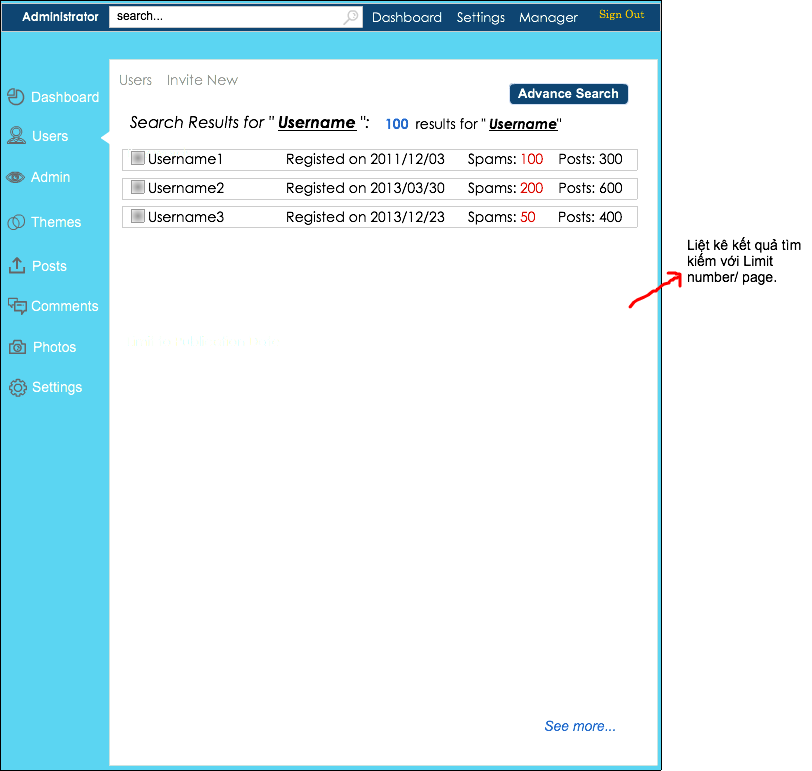 Administrator search... Dashboard Settings Manager Sign Out
Users Invite New
Advance Search
Search Results for " Username ": 100 results for " Username"
Username1 Registed on 2011/12/03 Spams: 100 Posts: 300
Username2 Registed on 2013/03/30 Spams: 200 Posts: 600
Username3 Registed on 2013/12/23 Spams: 50 Posts: 400
Dashboard
Users
Admin
Themes
Posts
Comments
Photos
Settings
See more...
Liệt kê kết quả tìm
kiếm với Limit
number/ page.